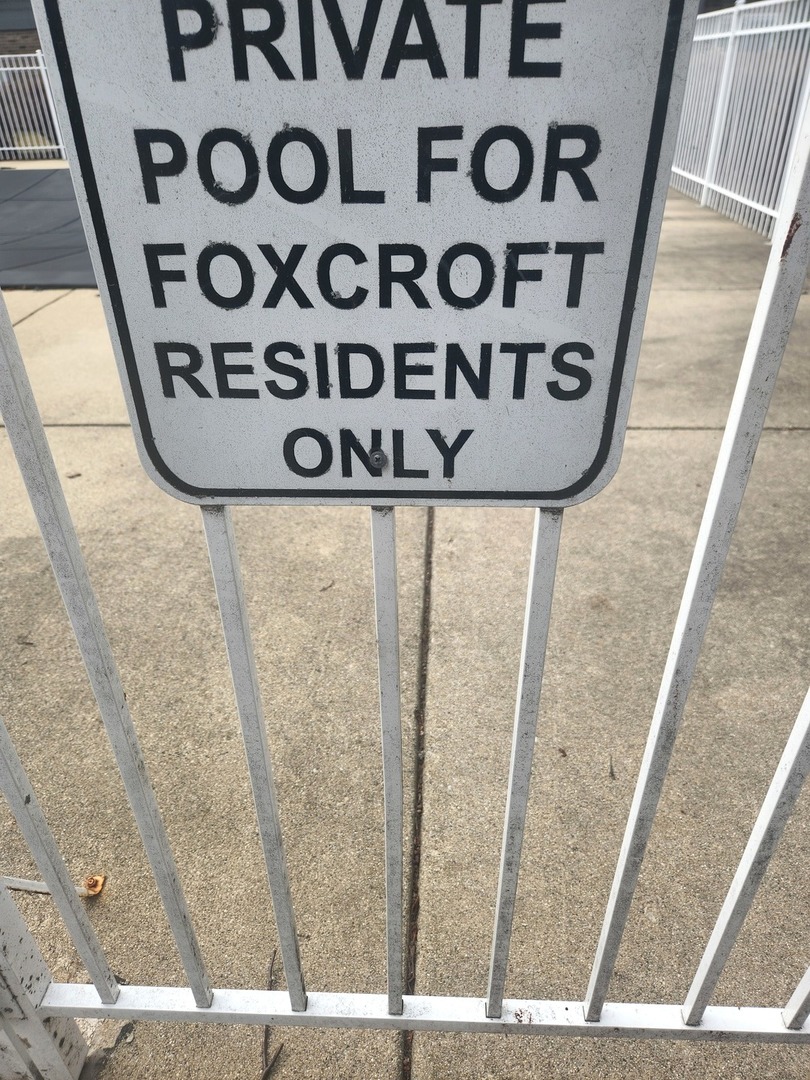 PRIVATE
POOL FOR
FOXCROFT
RESIDENTS
ONLY